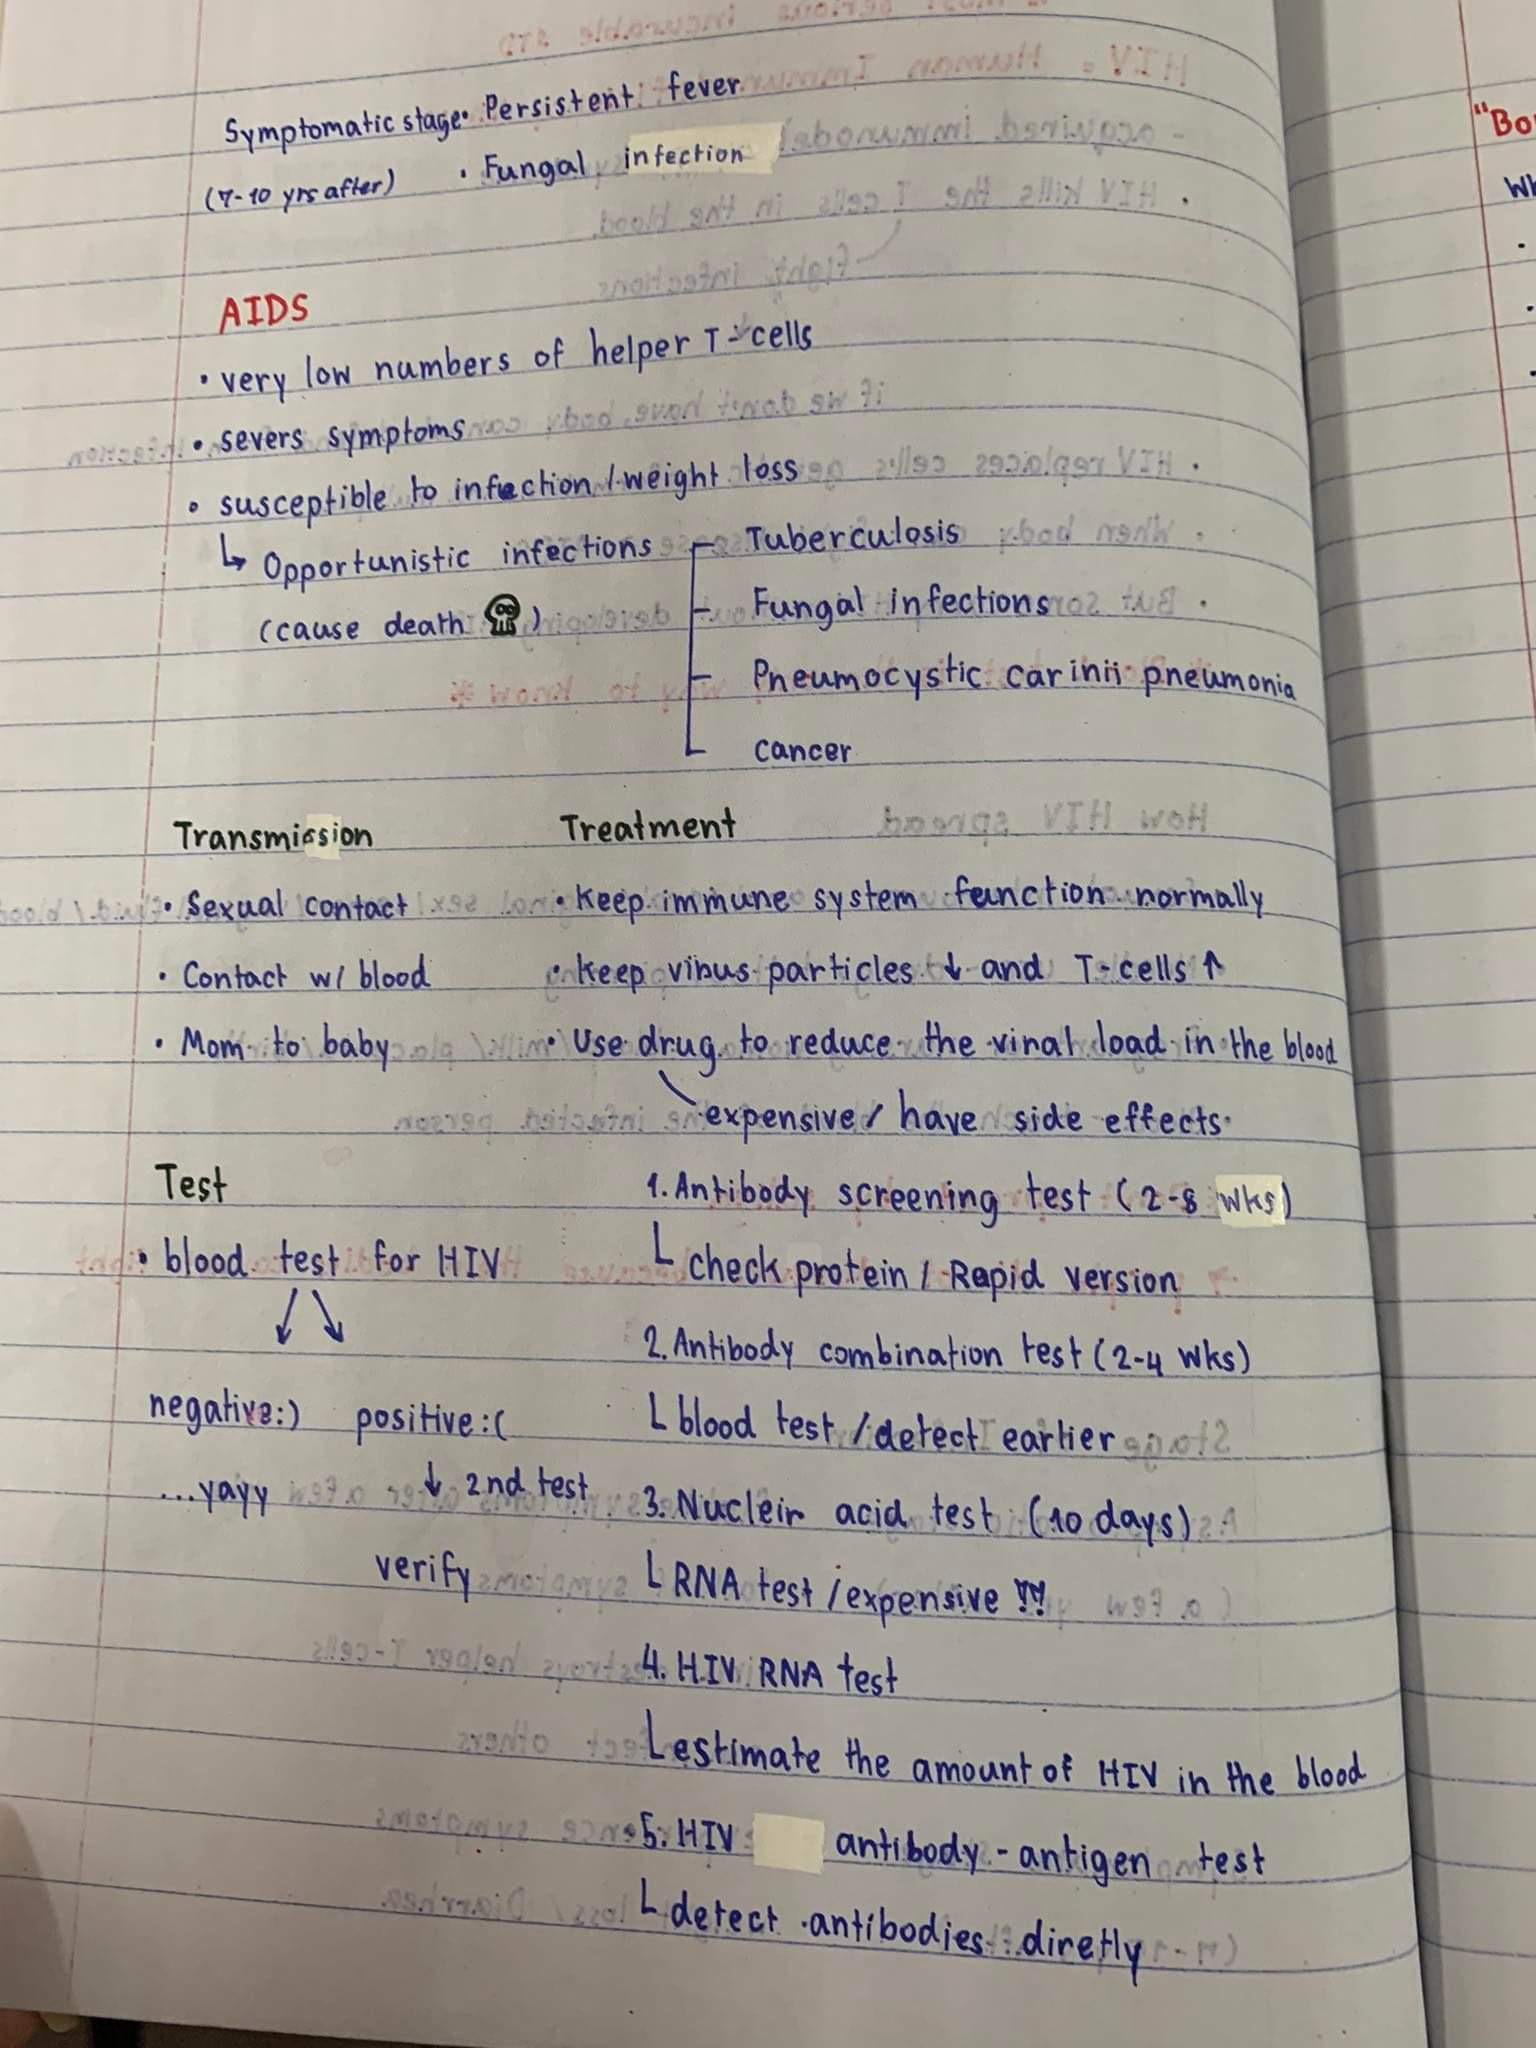 Symptomatic stage • Persistent fever
(7-10 yrs after) • Fungal infection
AIDS
• very low numbers of helper T-cells
• severs symptoms
• susceptible to infection / weight loss
↳ Opportunistic infections
(cause death)
Tuberculosis
Fungal infections
Pneumocystic carinii pneumonia
cancer
Transmission
• Sexual contact
• Contact w/ blood
• Mom to baby
Treatment
• Keep immune system function normally
• Keep virus particles ↓ and T-cells ↑
• Use drug to reduce the viral load in the blood
expensive / have side effects
Test
• blood test for HIV
↙ ↘
negative:) positive:(
...yayy ↓ 2nd test
verify
1. Antibody screening test (2-8 wks)
└ check protein / Rapid version
2. Antibody combination test (2-4 wks)
└ blood test / detect earlier
3. Nucleir acid test (10 days)
└ RNA test / expensive !!
4. HIV RNA test
└ estimate the amount of HIV in the blood
5. HIV antibody-antigen test
└ detect antibodies diretly
"Bo
Wh